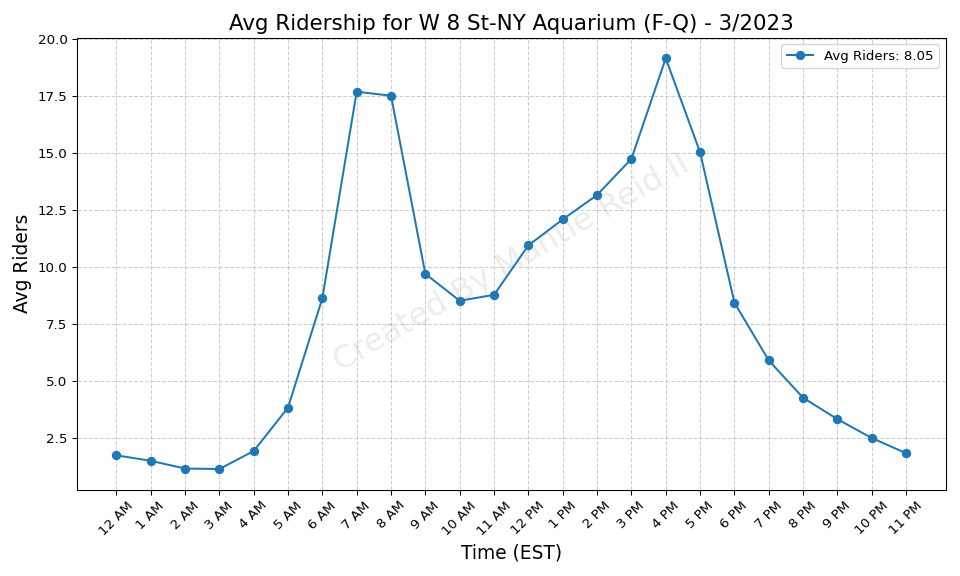 Avg Ridership for W 8 St-NY Aquarium (F-Q) - 3/2023
Avg Riders: 8.05
20.0
17.5
15.0
12.5
10.0
7.5
5.0
2.5
Avg Riders
Created By Mantle Reid II
12 AM
1 AM
2 AM
3 AM
4 AM
5 AM
6 AM
7 AM
8 AM
9 AM
10 AM
11 AM
12 PM
1 PM
2 PM
3 PM
4 PM
5 PM
6 PM
7 PM
8 PM
9 PM
10 PM
11 PM
Time (EST)